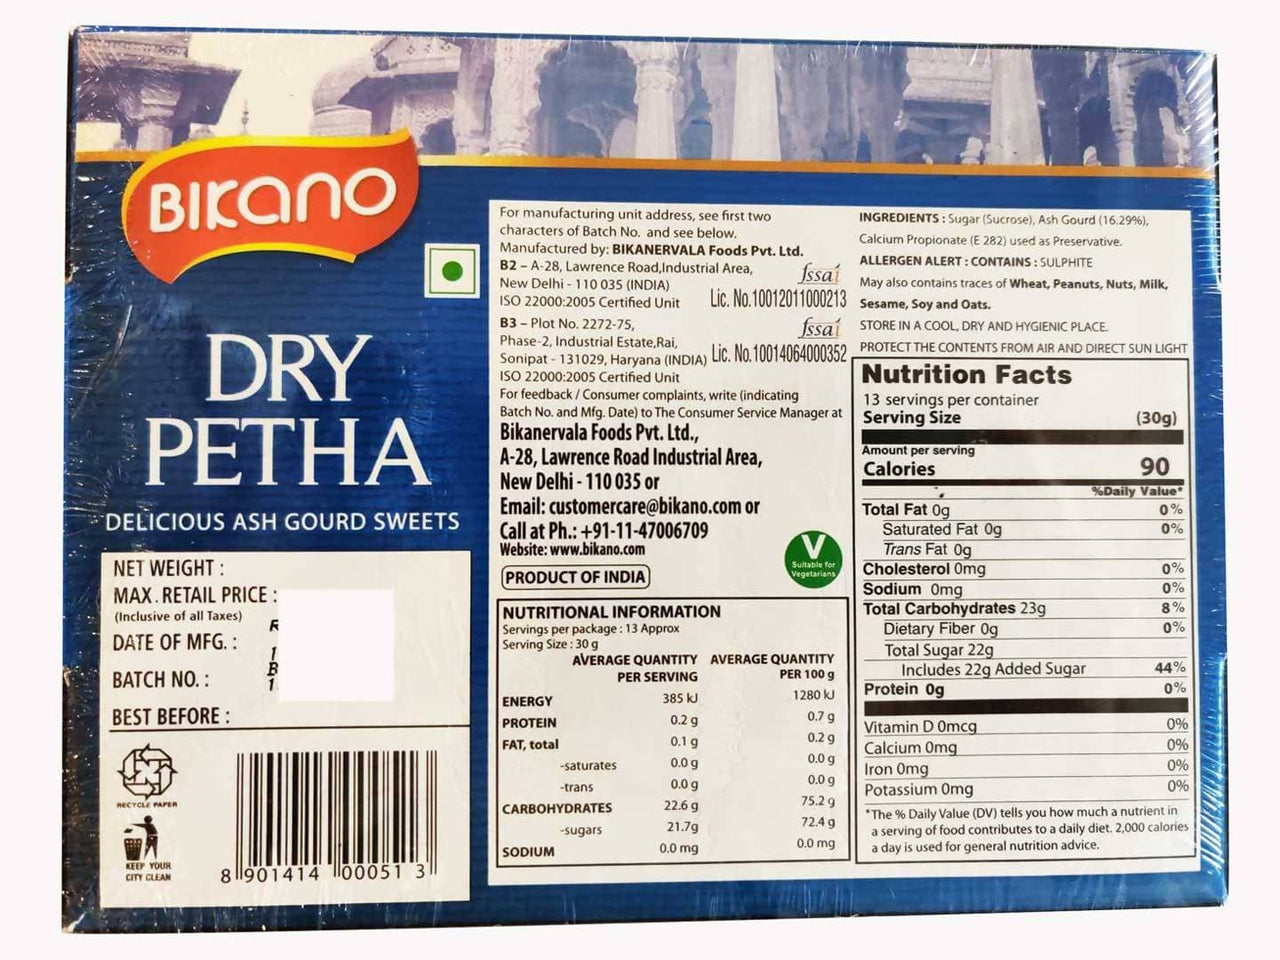 BIKANO
DRY
PETHA
DELICIOUS ASH GOURD SWEETS
NET WEIGHT :
MAX. RETAIL PRICE :
(Inclusive of all Taxes)
DATE OF MFG. :
BATCH NO. :
BEST BEFORE :
RECYCLE PAPER
KEEP YOUR
CITY CLEAN
8 901414 00051 3
For manufacturing unit address, see first two
characters of Batch No. and see below.
Manufactured by: BIKANERVALA Foods Pvt. Ltd.
B2 – A-28, Lawrence Road,Industrial Area,
New Delhi - 110 035 (INDIA)
ISO 22000:2005 Certified Unit
fssai
Lic. No.10012011000213
B3 – Plot No. 2272-75,
Phase-2, Industrial Estate,Rai,
Sonipat - 131029, Haryana (INDIA)
ISO 22000:2005 Certified Unit
fssai
Lic. No.10014064000352
For feedback / Consumer complaints, write (indicating
Batch No. and Mfg. Date) to The Consumer Service Manager at
Bikanervala Foods Pvt. Ltd.,
A-28, Lawrence Road Industrial Area,
New Delhi - 110 035 or
Email: customercare@bikano.com or
Call at Ph.: +91-11-47006709
Website: www.bikano.com
PRODUCT OF INDIA
V
Suitable for
Vegetarians
NUTRITIONAL INFORMATION
Servings per package : 13 Approx
Serving Size : 30 g
AVERAGE QUANTITY AVERAGE QUANTITY
PER SERVING PER 100 g
ENERGY 385 kJ 1280 kJ
PROTEIN 0.2 g 0.7 g
FAT, total 0.1 g 0.2 g
-saturates 0.0 g 0.0 g
-trans 0.0 g 0.0 g
CARBOHYDRATES 22.6 g 75.2 g
-sugars 21.7g 72.4 g
SODIUM 0.0 mg 0.0 mg
INGREDIENTS : Sugar (Sucrose), Ash Gourd (16.29%),
Calcium Propionate (E 282) used as Preservative.
ALLERGEN ALERT : CONTAINS : SULPHITE
May also contains traces of Wheat, Peanuts, Nuts, Milk,
Sesame, Soy and Oats.
STORE IN A COOL, DRY AND HYGIENIC PLACE.
PROTECT THE CONTENTS FROM AIR AND DIRECT SUN LIGHT
Nutrition Facts
13 servings per container
Serving Size (30g)
Amount per serving
Calories 90
%Daily Value*
Total Fat 0g 0%
Saturated Fat 0g 0%
Trans Fat 0g
Cholesterol 0mg 0%
Sodium 0mg 0%
Total Carbohydrates 23g 8%
Dietary Fiber 0g 0%
Total Sugar 22g
Includes 22g Added Sugar 44%
Protein 0g 0%
Vitamin D 0mcg 0%
Calcium 0mg 0%
Iron 0mg 0%
Potassium 0mg 0%
*The % Daily Value (DV) tells you how much a nutrient in
a serving of food contributes to a daily diet. 2,000 calories
a day is used for general nutrition advice.